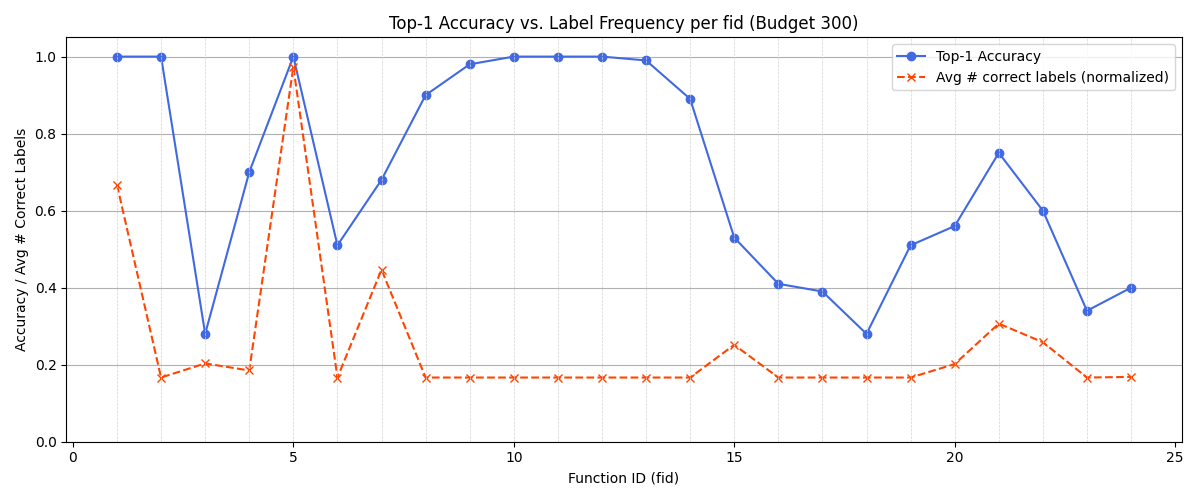 Top-1 Accuracy vs. Label Frequency per fid (Budget 300)
Top-1 Accuracy
Avg # correct labels (normalized)
Accuracy / Avg # Correct Labels
1.0
0.8
0.6
0.4
0.2
0.0
0 5 10 15 20 25
Function ID (fid)